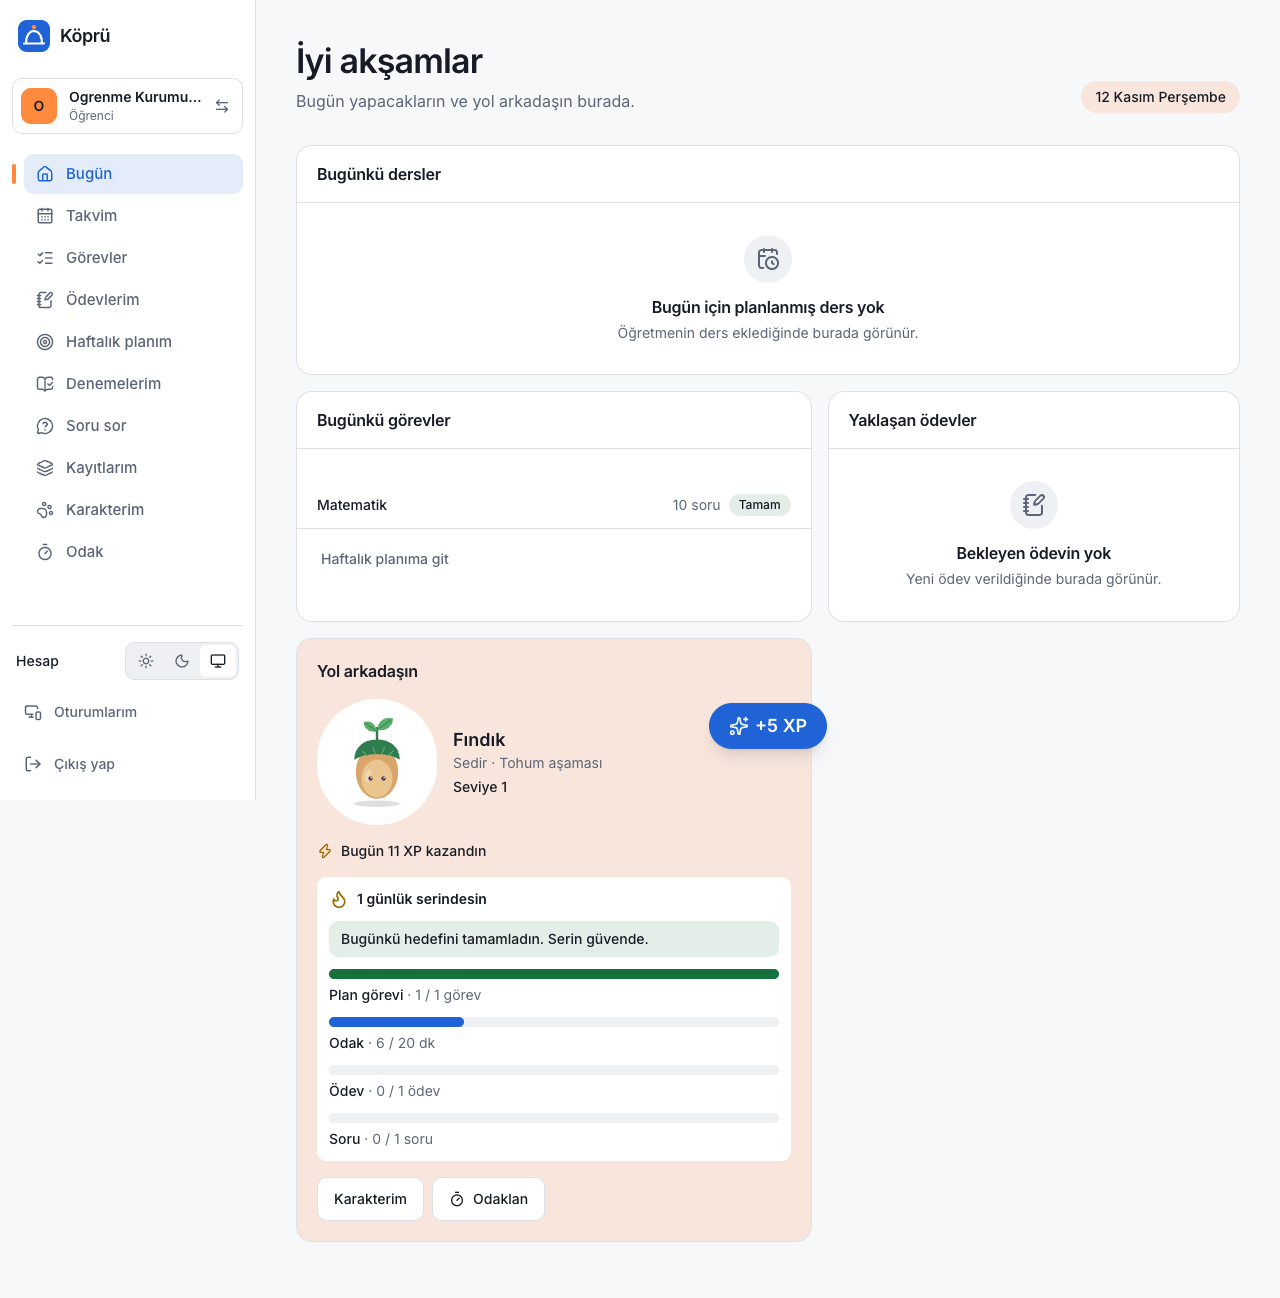 Köprü
O
Ogrenme Kurumu...
Öğrenci
Bugün
Takvim
Görevler
Ödevlerim
Haftalık planım
Denemelerim
Soru sor
Kayıtlarım
Karakterim
Odak
Hesap
Oturumlarım
Çıkış yap
İyi akşamlar
Bugün yapacakların ve yol arkadaşın burada.
12 Kasım Perşembe
Bugünkü dersler
Bugün için planlanmış ders yok
Öğretmenin ders eklediğinde burada görünür.
Bugünkü görevler
Matematik 10 soru Tamam
Haftalık planıma git
Yaklaşan ödevler
Bekleyen ödevin yok
Yeni ödev verildiğinde burada görünür.
Yol arkadaşın
+5 XP
Fındık
Sedir · Tohum aşaması
Seviye 1
Bugün 11 XP kazandın
1 günlük serindesin
Bugünkü hedefini tamamladın. Serin güvende.
Plan görevi · 1 / 1 görev
Odak · 6 / 20 dk
Ödev · 0 / 1 ödev
Soru · 0 / 1 soru
Karakterim
Odaklan